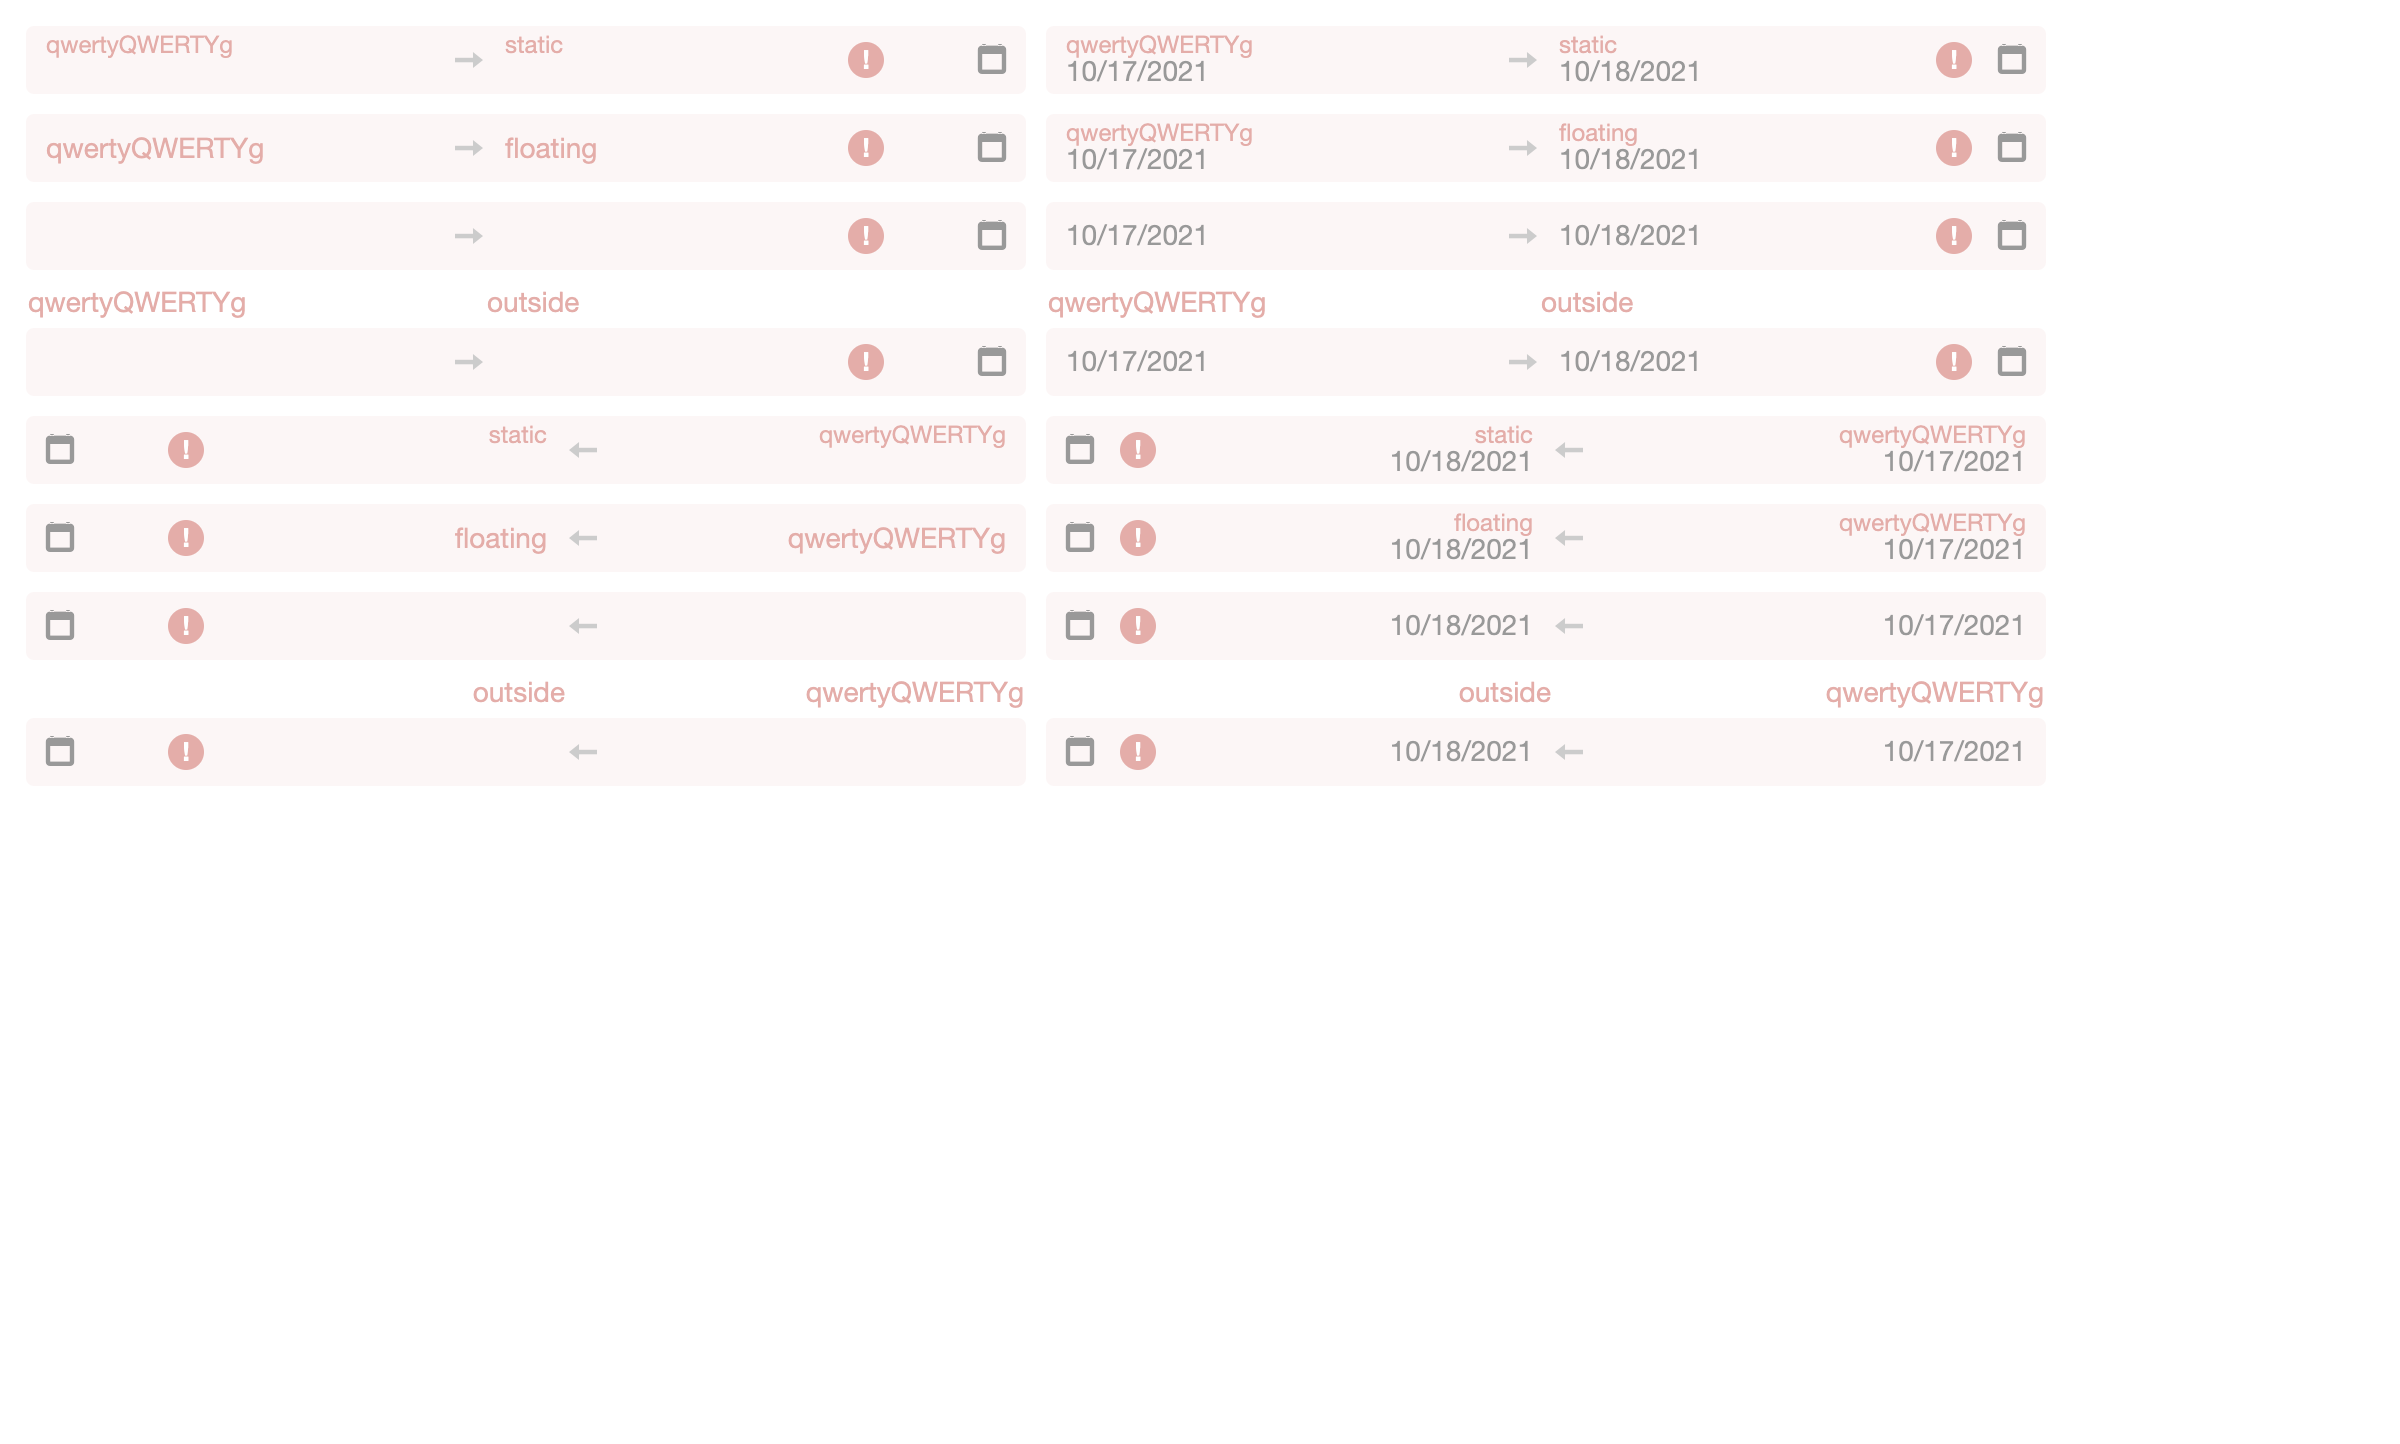 qwertyQWERTYg → static
qwertyQWERTYg → static
10/17/2021 10/18/2021
qwertyQWERTYg → floating
qwertyQWERTYg → floating
10/17/2021 10/18/2021
→
10/17/2021 → 10/18/2021
qwertyQWERTYg outside
qwertyQWERTYg outside
→
10/17/2021 → 10/18/2021
static ← qwertyQWERTYg
static ← qwertyQWERTYg
10/18/2021 10/17/2021
floating ← qwertyQWERTYg
floating ← qwertyQWERTYg
10/18/2021 10/17/2021
←
10/18/2021 ← 10/17/2021
outside qwertyQWERTYg
outside qwertyQWERTYg
←
10/18/2021 ← 10/17/2021